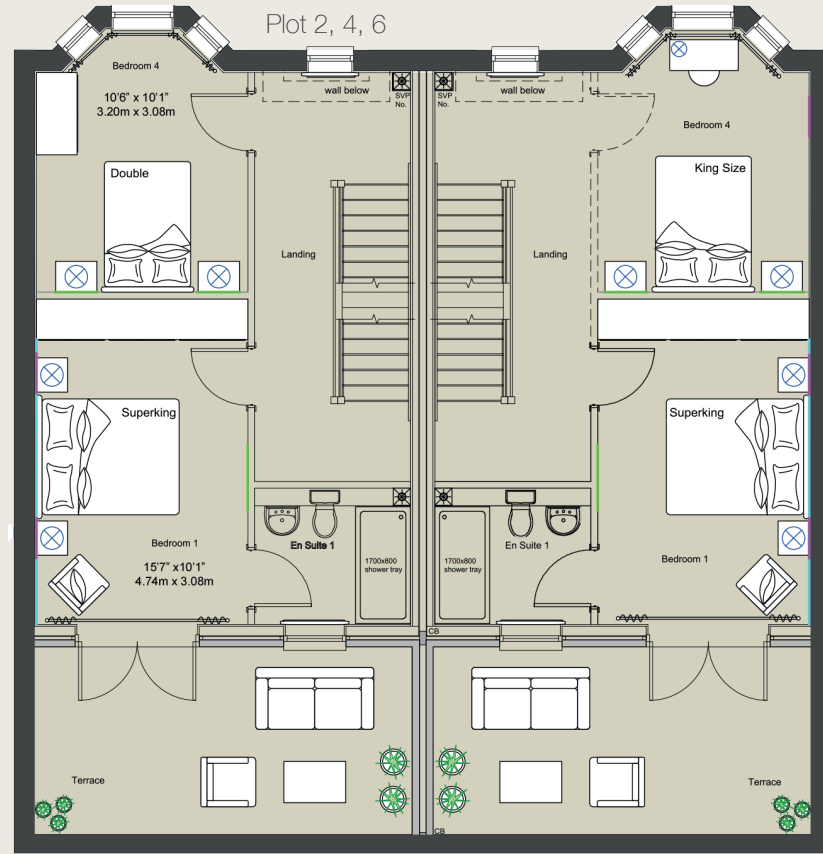 Plot 2, 4, 6
Bedroom 4
10'6" x 10'1"
3.20m x 3.08m
wall below
SVP
No.
SVP
No.
wall below
Bedroom 4
Double
King Size
Landing
Landing
Superking
Superking
Bedroom 1
15'7" x10'1"
4.74m x 3.08m
En Suite 1
1700x800
shower tray
1700x800
shower tray
En Suite 1
Bedroom 1
CB
Terrace
Terrace
CB